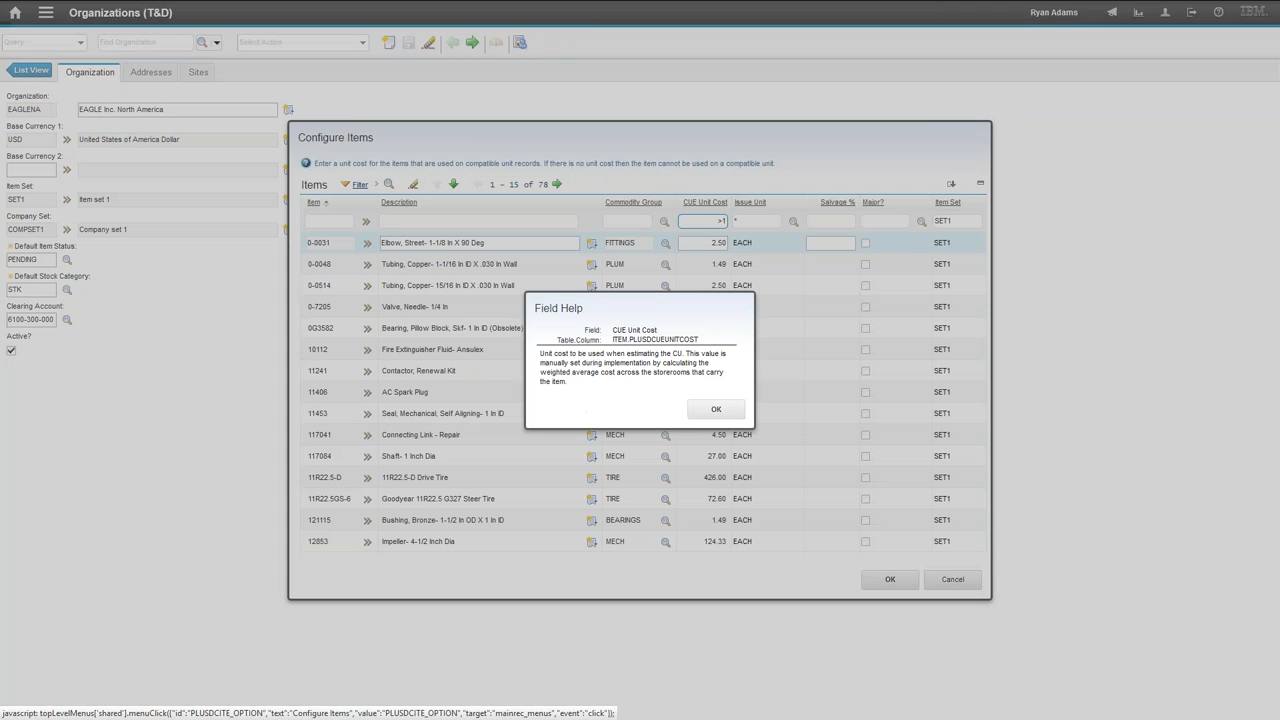 Organizations (T&D)
Ryan Adams
IBM.
Query
Find Organization
Select Active
List View
Organization
Addresses
Sites
Organization:
EAGLENA
EAGLE Inc. North America
Base Currency 1:
USD
United States of America Dollar
Base Currency 2:
Item Set:
SET1
Item set 1
Company Set:
COMPSET1
Company set 1
Default Item Status:
PENDING
Default Stock Category:
STK
Clearing Account:
6100-300-000
Active?
Configure Items
Enter a unit cost for the items that are used on compatible unit records. If there is no unit cost then the item cannot be used on a compatible unit.
Items Filter 1 - 15 of 78
Item Description Commodity Group CUE Unit Cost Issue Unit Salvage % Major? Item Set
>1 * SET1
0-0031 Elbow, Street- 1-1/8 In X 90 Deg FITTINGS 2.50 EACH SET1
0-0048 Tubing, Copper- 1-1/16 In ID X .030 In Wall PLUM 1.49 EACH SET1
0-0514 Tubing, Copper- 15/16 In ID X .030 In Wall PLUM 2.50 EACH SET1
0-7205 Valve, Needle- 1/4 In SET1
0G3582 Bearing, Pillow Block, Skf- 1 In ID (Obsolete) SET1
10112 Fire Extinguisher Fluid- Ansulex SET1
11241 Contactor, Renewal Kit SET1
11406 AC Spark Plug SET1
11453 Seal, Mechanical, Self Aligning- 1 In ID SET1
117041 Connecting Link - Repair MECH 4.50 EACH SET1
117084 Shaft- 1 Inch Dia MECH 27.00 EACH SET1
11R22.5-D 11R22.5-D Drive Tire TIRE 426.00 EACH SET1
11R22.5GS-6 Goodyear 11R22.5 G327 Steer Tire TIRE 72.60 EACH SET1
121115 Bushing, Bronze- 1-1/2 In OD X 1 In ID BEARINGS 1.49 EACH SET1
12853 Impeller- 4-1/2 Inch Dia MECH 124.33 EACH SET1
OK
Cancel
Field Help
Field: CUE Unit Cost
Table.Column: ITEM.PLUSDCUEUNITCOST
Unit cost to be used when estimating the CU. This value is
manually set during implementation by calculating the
weighted average cost across the storerooms that carry
the item.
OK
javascript: topLevelMenus['shared'].menuClick({"id":"PLUSDCITE_OPTION","text":"Configure Items","value":"PLUSDCITE_OPTION","target":"mainrec_menus","event":"click"});